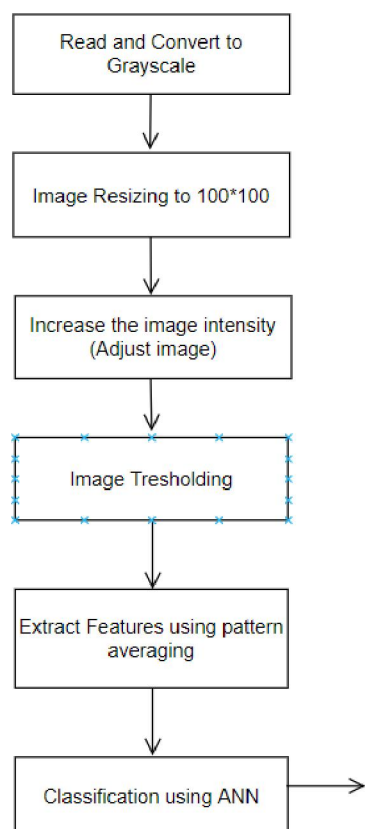 Read and Convert to
Grayscale
Image Resizing to 100*100
Increase the image intensity
(Adjust image)
Image Tresholding
Extract Features using pattern
averaging
Classification using ANN